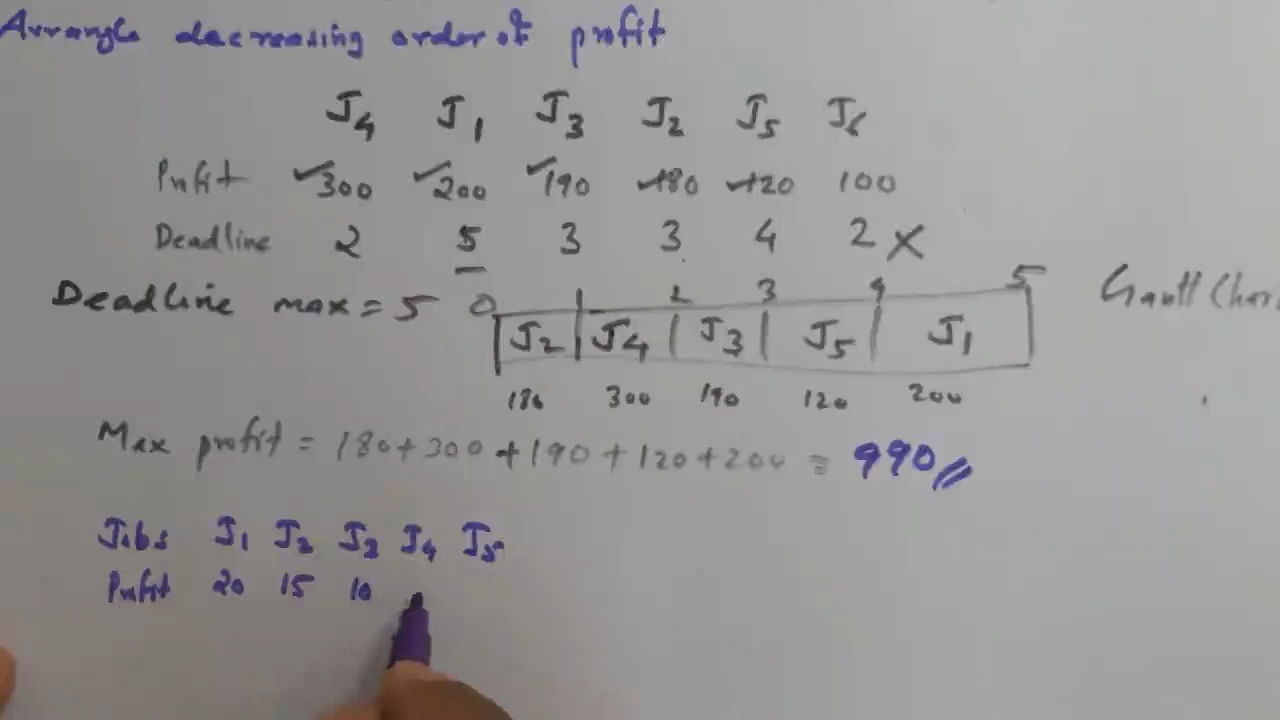 Arrange decreasing order of profit
J4 J1 J3 J2 J5 J6
Profit 300 200 190 180 120 100
Deadline 2 5 3 3 4 2 X
Deadline max = 5 0 1 2 3 4 5 Gantt Char
J2 J4 J3 J5 J1
180 300 190 120 200
Max profit = 180+300+190+120+200 = 990//
Jobs J1 J2 J3 J4 J5
Profit 20 15 10